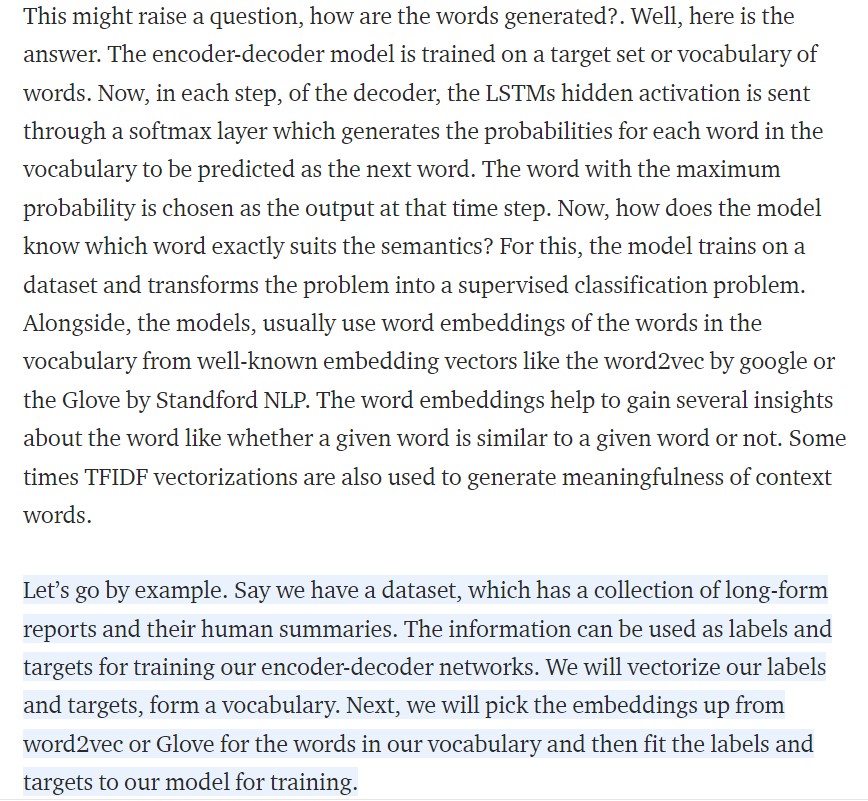 This might raise a question, how are the words generated?. Well, here is the
answer. The encoder-decoder model is trained on a target set or vocabulary of
words. Now, in each step, of the decoder, the LSTMs hidden activation is sent
through a softmax layer which generates the probabilities for each word in the
vocabulary to be predicted as the next word. The word with the maximum
probability is chosen as the output at that time step. Now, how does the model
know which word exactly suits the semantics? For this, the model trains on a
dataset and transforms the problem into a supervised classification problem.
Alongside, the models, usually use word embeddings of the words in the
vocabulary from well-known embedding vectors like the word2vec by google or
the Glove by Standford NLP. The word embeddings help to gain several insights
about the word like whether a given word is similar to a given word or not. Some
times TFIDF vectorizations are also used to generate meaningfulness of context
words.
Let’s go by example. Say we have a dataset, which has a collection of long-form
reports and their human summaries. The information can be used as labels and
targets for training our encoder-decoder networks. We will vectorize our labels
and targets, form a vocabulary. Next, we will pick the embeddings up from
word2vec or Glove for the words in our vocabulary and then fit the labels and
targets to our model for training.